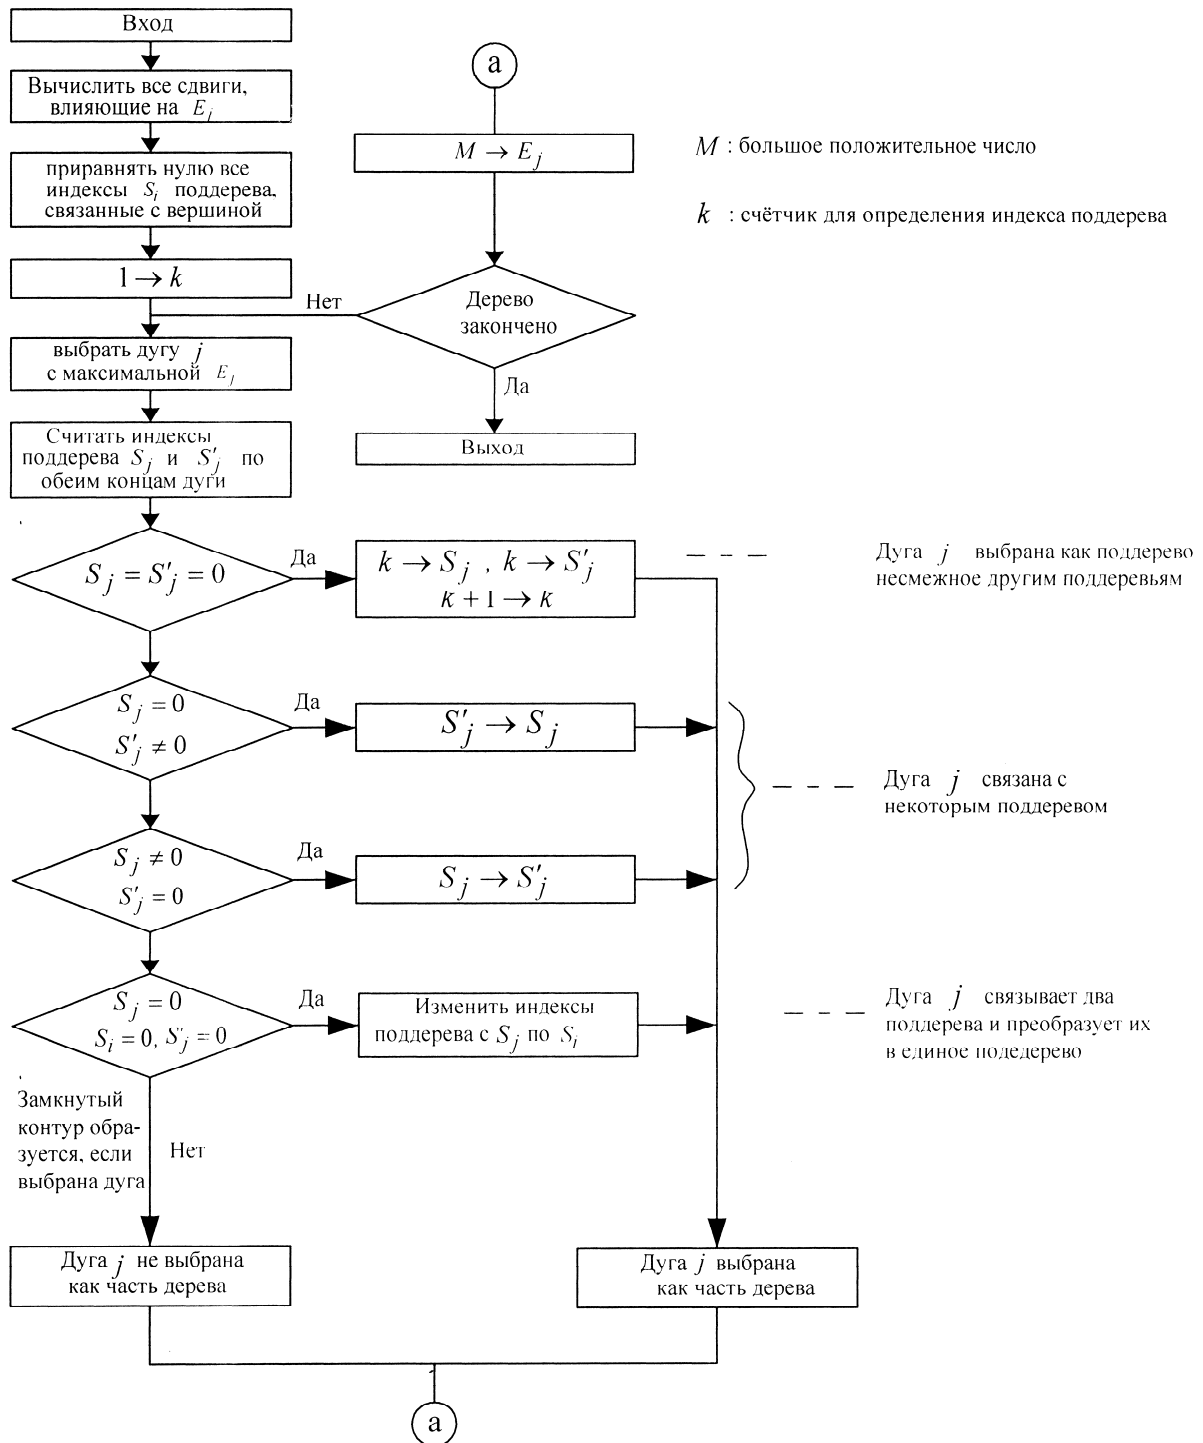 Вход
Вычислить все сдвиги,
влияющие на E_j
приравнять нулю все
индексы S_i поддерева,
связанные с вершиной
1 → k
выбрать дугу j
с максимальной E_j
Считать индексы
поддерева S_j и S'_j по
обеим концам дуги
a
M → E_j
Нет
Дерево
закончено
Да
Выход
M : большое положительное число
k : счётчик для определения индекса поддерева
S_j = S'_j = 0
Да
k → S_j , k → S'_j
k + 1 → k
Дуга j выбрана как поддерево
несмежное другим поддеревьям
S_j = 0
S'_j ≠ 0
Да
S'_j → S_j
Дуга j связана с
некоторым поддеревом
S_j ≠ 0
S'_j = 0
Да
S_j → S'_j
S_j = 0
S_i = 0, S'_j = 0
Да
Изменить индексы
поддерева с S_j по S_i
Дуга j связывает два
поддерева и преобразует их
в единое подедерево
Замкнутый
контур обра-
зуется, если
выбрана дуга
Нет
Дуга j не выбрана
как часть дерева
Дуга j выбрана
как часть дерева
a